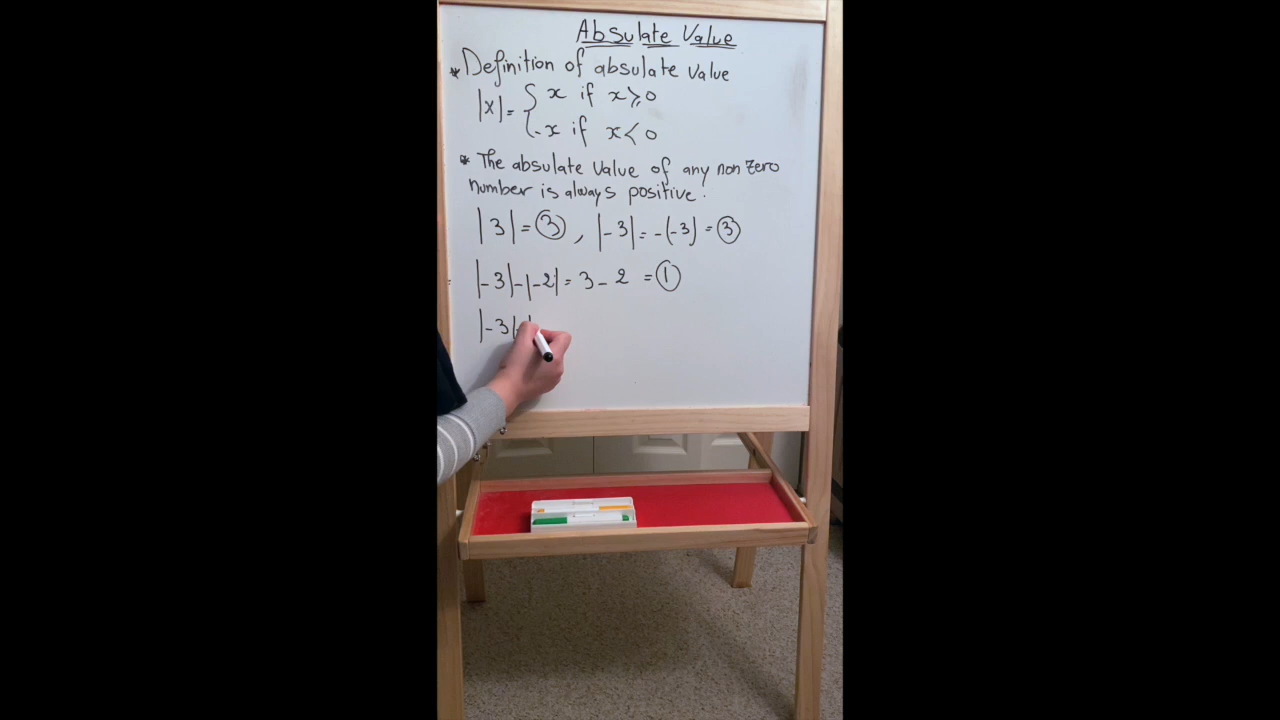 Absulate Value
* Definition of absulate value
|x|= { x if x⩾0
-x if x<0
* The absulate value of any non zero
number is always positive.
|3|=③, |-3|=-(-3)=③
|-3|-|-2|=3-2=①
|-3|